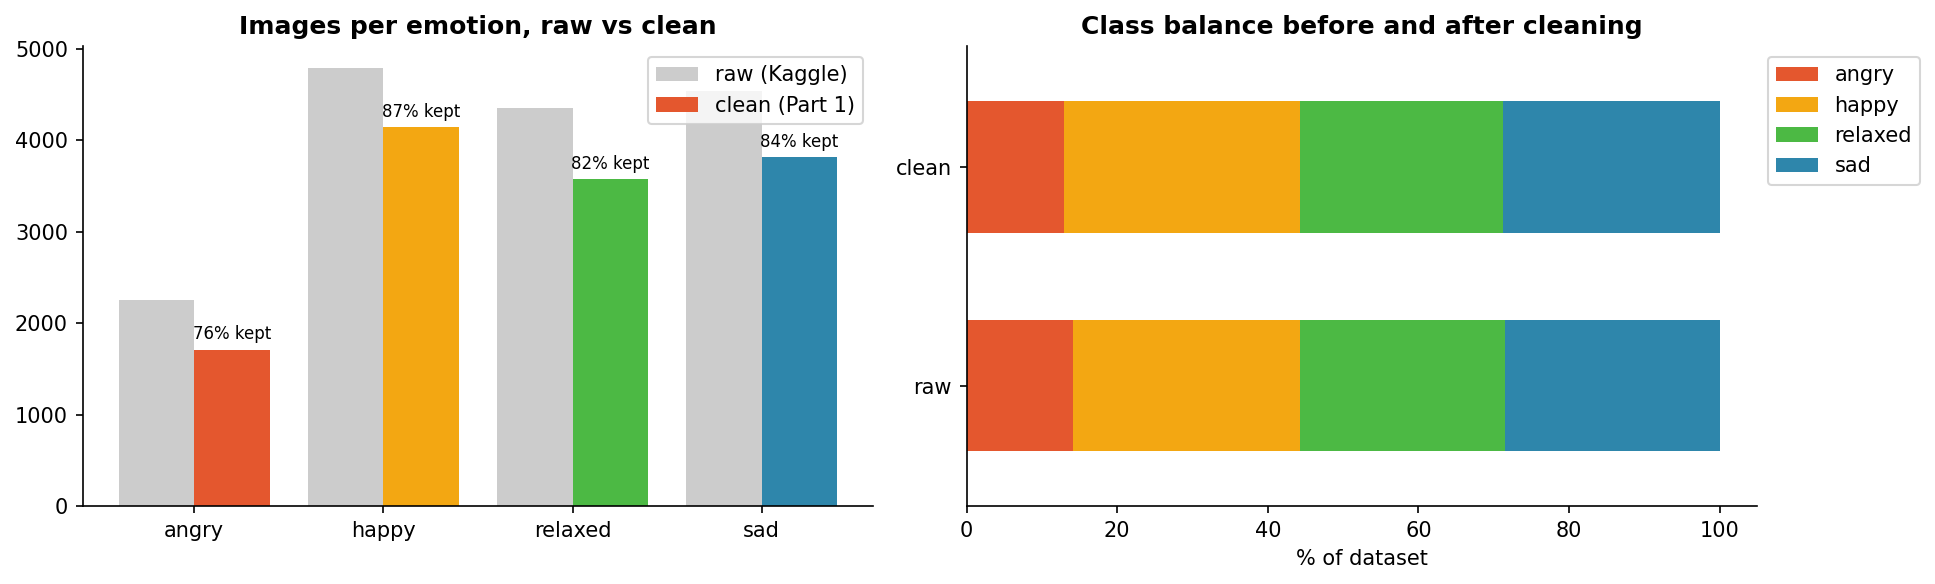 Images per emotion, raw vs clean
5000
4000
3000
2000
1000
0
raw (Kaggle)
clean (Part 1)
76% kept
87% kept
82% kept
84% kept
angry
happy
relaxed
sad
Class balance before and after cleaning
clean
raw
0
20
40
60
80
100
% of dataset
angry
happy
relaxed
sad